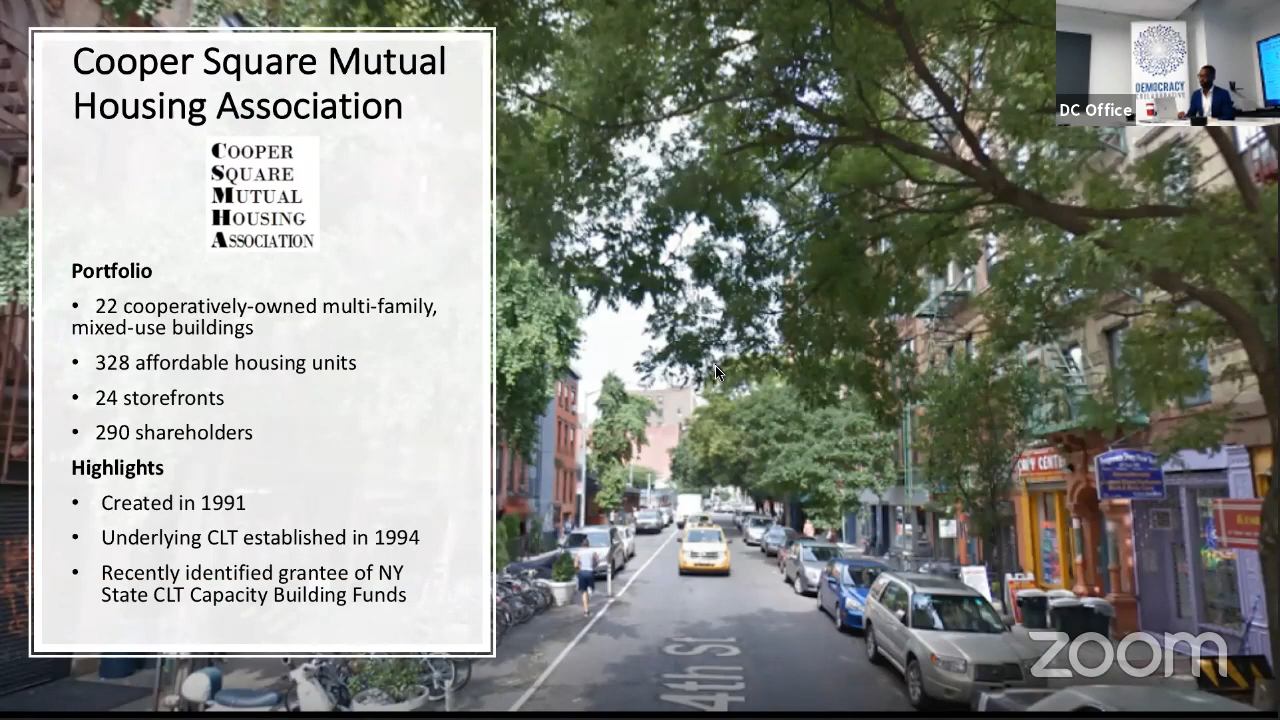 Cooper Square Mutual
Housing Association
COOPER
SQUARE
MUTUAL
HOUSING
ASSOCIATION
Portfolio
• 22 cooperatively-owned multi-family,
mixed-use buildings
• 328 affordable housing units
• 24 storefronts
• 290 shareholders
Highlights
• Created in 1991
• Underlying CLT established in 1994
• Recently identified grantee of NY
State CLT Capacity Building Funds
DEMOCRACY
COLLABORATIVE
DC Office
4th St
zoom